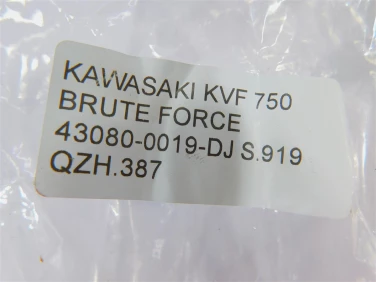 KAWASAKI KVF 750
BRUTE FORCE
43080-0019-DJ S.919
QZH.387